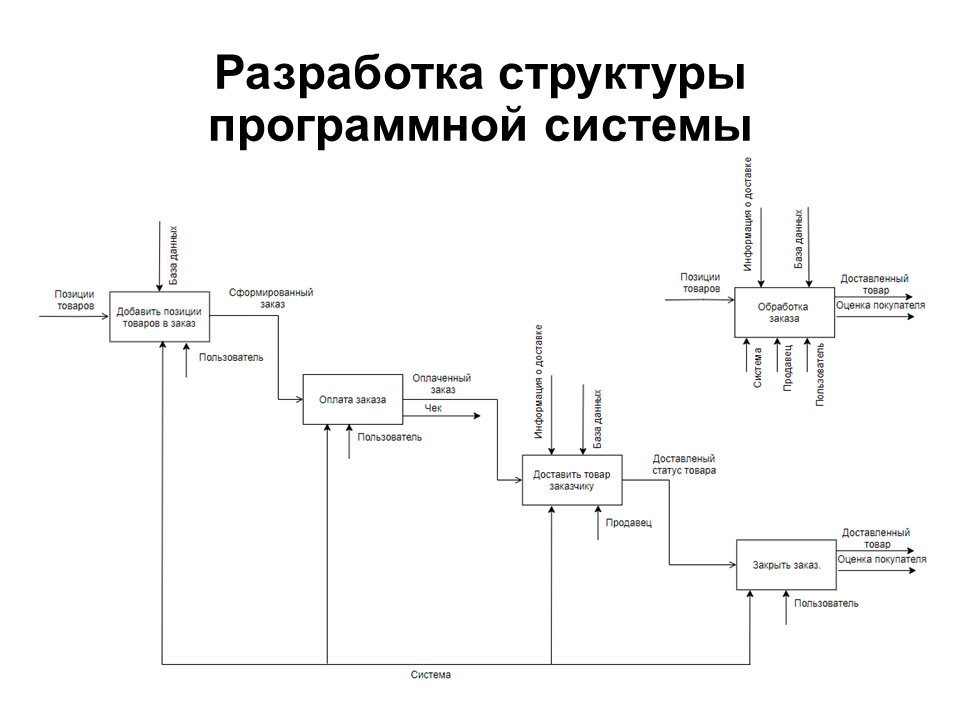 Разработка структуры
программной системы
База данных
Позиции
товаров
Добавить позиции
товаров в заказ
Сформированный
заказ
Пользователь
Оплата заказа
Оплаченный
заказ
Чек
Пользователь
Информация о доставке
База данных
Доставить товар
заказчику
Доставленый
статус товара
Продавец
Закрыть заказ.
Доставленный
товар
Оценка покупателя
Пользователь
Система
Информация о доставке
База данных
Позиции
товаров
Обработка
заказа
Доставленный
товар
Оценка покупателя
Система
Продавец
Пользователь